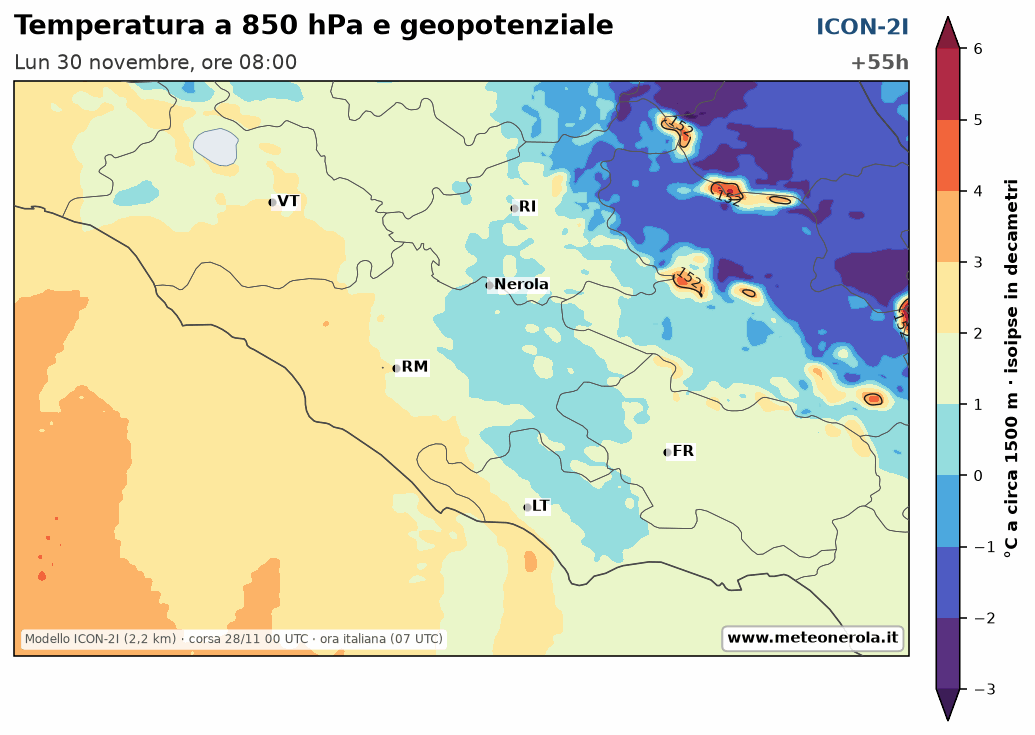 Temperatura a 850 hPa e geopotenziale
ICON-2I
Lun 30 novembre, ore 08:00
+55h
152
152
152
VT
RI
Nerola
RM
FR
LT
6
5
4
3
2
1
0
−1
−2
−3
°C a circa 1500 m · isoipse in decametri
Modello ICON-2I (2,2 km) · corsa 28/11 00 UTC · ora italiana (07 UTC)
www.meteonerola.it